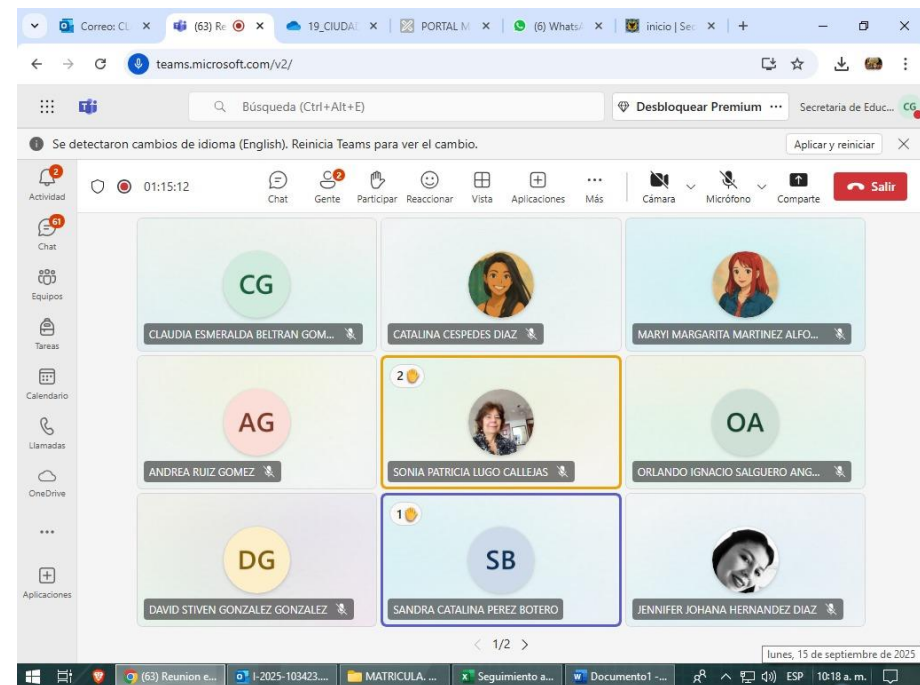 Correo: CL
(63) Re
19_CIUDAD
PORTAL M
(6) WhatsA
inicio | Sec
teams.microsoft.com/v2/
Búsqueda (Ctrl+Alt+E)
Desbloquear Premium ···
Secretaria de Educ...
CG
Se detectaron cambios de idioma (English). Reinicia Teams para ver el cambio.
Aplicar y reiniciar
2
Actividad
61
Chat
Equipos
Tareas
Calendario
Llamadas
OneDrive
Aplicaciones
01:15:12
Chat
2
Gente
Participar
Reaccionar
Vista
Aplicaciones
Más
Cámara
Micrófono
Comparte
Salir
CG
CLAUDIA ESMERALDA BELTRAN GOM...
CATALINA CESPEDES DIAZ
MARYI MARGARITA MARTINEZ ALFO...
AG
ANDREA RUIZ GOMEZ
2
SONIA PATRICIA LUGO CALLEJAS
OA
ORLANDO IGNACIO SALGUERO ANG...
DG
DAVID STIVEN GONZALEZ GONZALEZ
1
SB
SANDRA CATALINA PEREZ BOTERO
JENNIFER JOHANA HERNANDEZ DIAZ
1/2
lunes, 15 de septiembre de 2025
(63) Reunion e...
I-2025-103423....
MATRICULA. ...
Seguimiento a...
Documento1 -...
ESP
10:18 a. m.